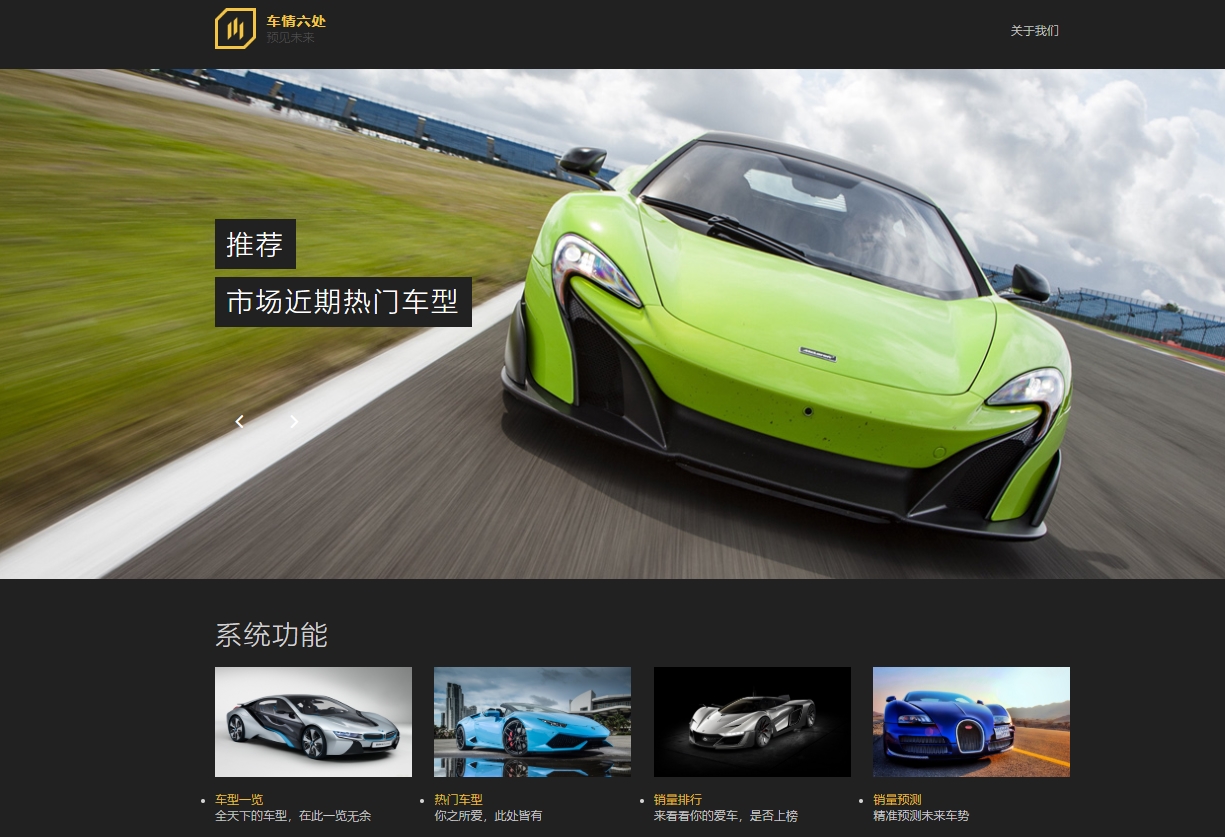 车情六处
预见未来
关于我们
推荐
市场近期热门车型
系统功能
车型一览
全天下的车型，在此一览无余
热门车型
你之所爱，此处皆有
销量排行
来看看你的爱车，是否上榜
销量预测
精准预测未来车势